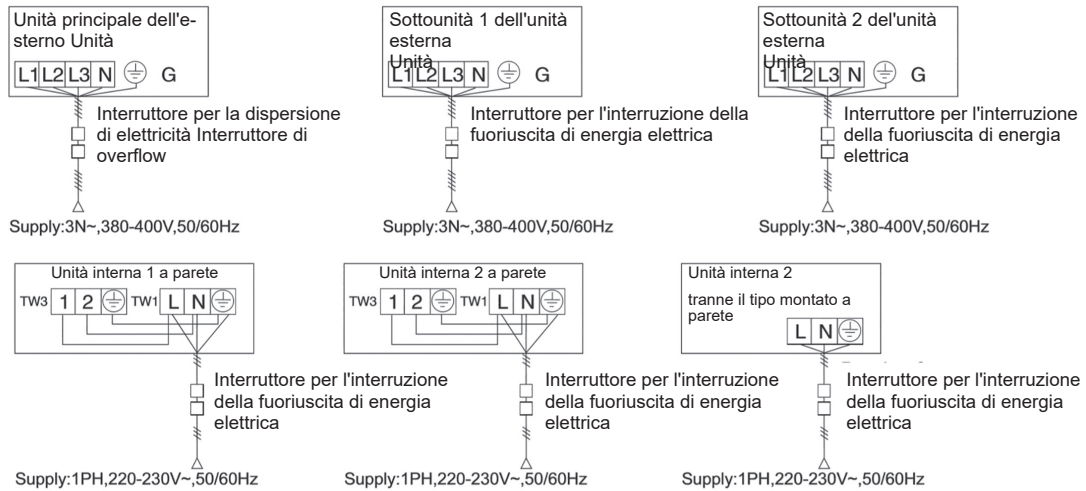 Unità principale dell'e-
sterno Unità
L1 L2 L3 N G
Interruttore per la dispersione
di elettricità Interruttore di
overflow
Supply:3N~,380-400V,50/60Hz
Sottounità 1 dell'unità
esterna
Unità
L1 L2 L3 N G
Interruttore per l'interruzione della
fuoriuscita di energia elettrica
Supply:3N~,380-400V,50/60Hz
Sottounità 2 del'unità
esterna
Unità
L1 L2 L3 N G
Interruttore per l'interruzione
della fuoriuscita di energia
elettrica
Supply:3N~,380-400V,50/60Hz
Unità interna 1 a parete
TW3 1 2 TW1 L N
Interruttore per l'interruzione
della fuoriuscita di energia
elettrica
Supply:1PH,220-230V~,50/60Hz
Unità interna 2 a parete
TW3 1 2 TW1 L N
Interruttore per l'interruzione
della fuoriuscita di energia
elettrica
Supply:1PH,220-230V~,50/60Hz
Unità interna 2
tranne il tipo montato a
parete
L N
Interruttore per l'interruzione
della fuoriuscita di energia
elettrica
Supply:1PH,220-230V~,50/60Hz